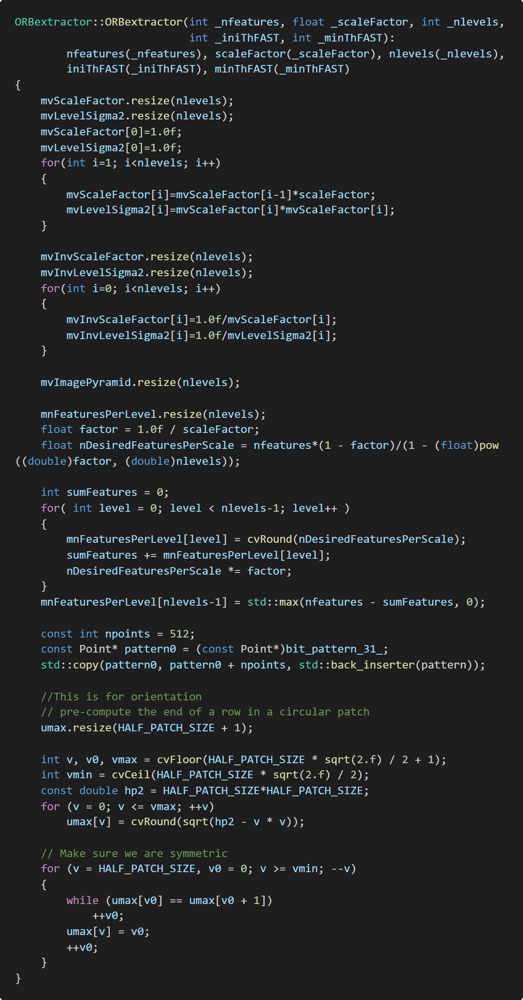 ORBextractor::ORBextractor(int _nfeatures, float _scaleFactor, int _nlevels,
                           int _iniThFAST, int _minThFAST):
        nfeatures(_nfeatures), scaleFactor(_scaleFactor), nlevels(_nlevels),
        iniThFAST(_iniThFAST), minThFAST(_minThFAST)
{
    mvScaleFactor.resize(nlevels);
    mvLevelSigma2.resize(nlevels);
    mvScaleFactor[0]=1.0f;
    mvLevelSigma2[0]=1.0f;
    for(int i=1; i<nlevels; i++)
    {
        mvScaleFactor[i]=mvScaleFactor[i-1]*scaleFactor;
        mvLevelSigma2[i]=mvScaleFactor[i]*mvScaleFactor[i];
    }

    mvInvScaleFactor.resize(nlevels);
    mvInvLevelSigma2.resize(nlevels);
    for(int i=0; i<nlevels; i++)
    {
        mvInvScaleFactor[i]=1.0f/mvScaleFactor[i];
        mvInvLevelSigma2[i]=1.0f/mvLevelSigma2[i];
    }

    mvImagePyramid.resize(nlevels);

    mnFeaturesPerLevel.resize(nlevels);
    float factor = 1.0f / scaleFactor;
    float nDesiredFeaturesPerScale = nfeatures*(1 - factor)/(1 - (float)pow
((double)factor, (double)nlevels));

    int sumFeatures = 0;
    for( int level = 0; level < nlevels-1; level++ )
    {
        mnFeaturesPerLevel[level] = cvRound(nDesiredFeaturesPerScale);
        sumFeatures += mnFeaturesPerLevel[level];
        nDesiredFeaturesPerScale *= factor;
    }
    mnFeaturesPerLevel[nlevels-1] = std::max(nfeatures - sumFeatures, 0);

    const int npoints = 512;
    const Point* pattern0 = (const Point*)bit_pattern_31_;
    std::copy(pattern0, pattern0 + npoints, std::back_inserter(pattern));

    //This is for orientation
    // pre-compute the end of a row in a circular patch
    umax.resize(HALF_PATCH_SIZE + 1);

    int v, v0, vmax = cvFloor(HALF_PATCH_SIZE * sqrt(2.f) / 2 + 1);
    int vmin = cvCeil(HALF_PATCH_SIZE * sqrt(2.f) / 2);
    const double hp2 = HALF_PATCH_SIZE*HALF_PATCH_SIZE;
    for (v = 0; v <= vmax; ++v)
        umax[v] = cvRound(sqrt(hp2 - v * v));

    // Make sure we are symmetric
    for (v = HALF_PATCH_SIZE, v0 = 0; v >= vmin; --v)
    {
        while (umax[v0] == umax[v0 + 1])
            ++v0;
        umax[v] = v0;
        ++v0;
    }
}